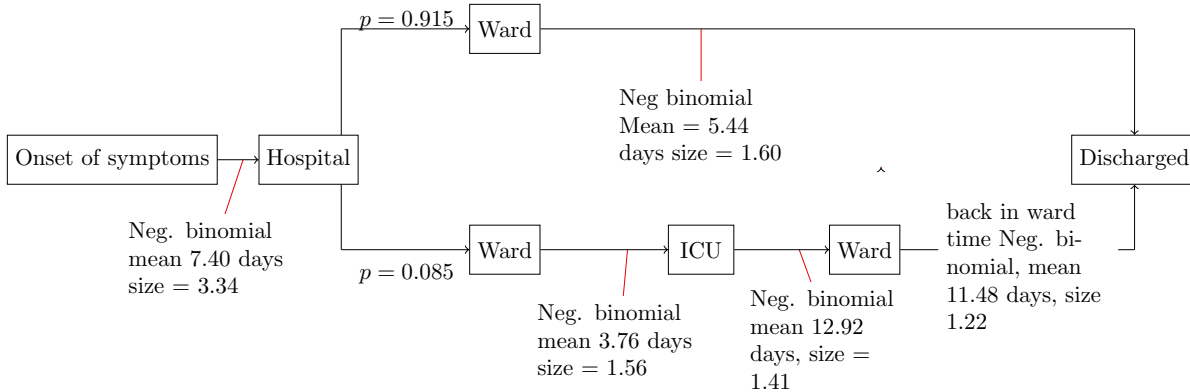 p = 0.915
Ward
Neg binomial
Mean = 5.44
days size = 1.60
Onset of symptoms
Hospital
Discharged
Neg. binomial
mean 7.40 days
size = 3.34
p = 0.085
Ward
ICU
Ward
back in ward
time Neg. bi-
nomial, mean
11.48 days, size
1.22
Neg. binomial
mean 3.76 days
size = 1.56
Neg. binomial
mean 12.92
days, size =
1.41